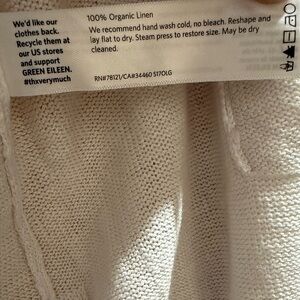 We'd like our
clothes back.
Recycle them at
our US stores
and support
GREEN EILEEN.
#thxverymuch
100% Organic Linen
We recommend hand wash cold, no bleach. Reshape and
lay flat to dry. Steam press to restore size. May be dry
cleaned.
RN#78121/CA#34460 S17OLG